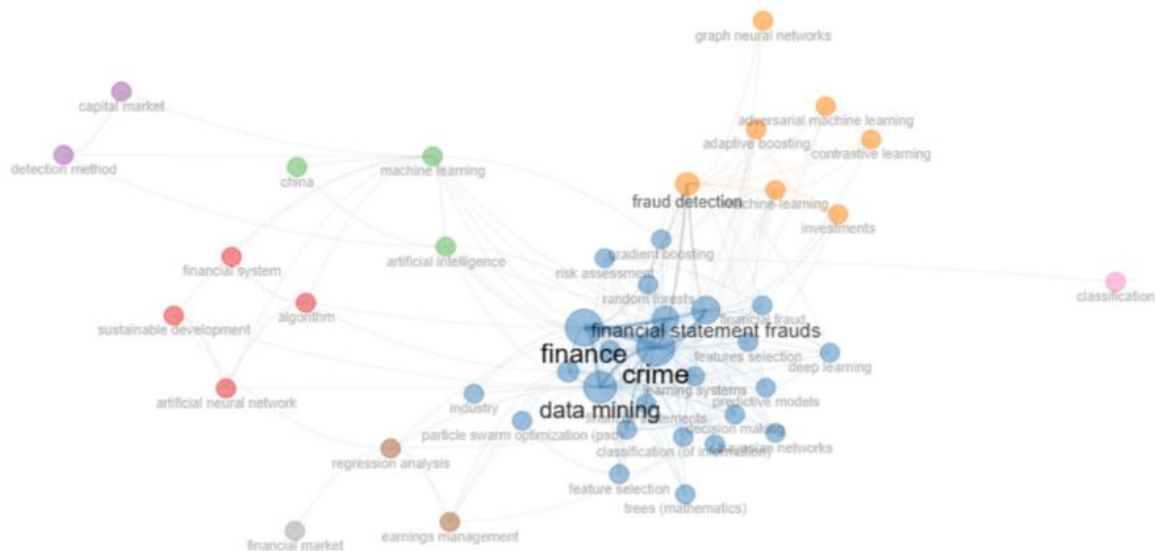 graph neural networks
capital market
adversarial machine learning
adaptive boosting
contrastive learning
detection method
machine learning
china
fraud detection
machine-learning
investments
gradient boosting
artificial intelligence
risk assessment
financial system
classification
random forests
sustainable development
algorithm
financial fraud
financial statement frauds
finance
features selection
deep learning
crime
learning systems
artificial neural network
industry
data mining
predictive models
financial statements
decision making
particle swarm optimization (pso)
bayesian networks
classification (of information)
regression analysis
feature selection
trees (mathematics)
financial market
earnings management